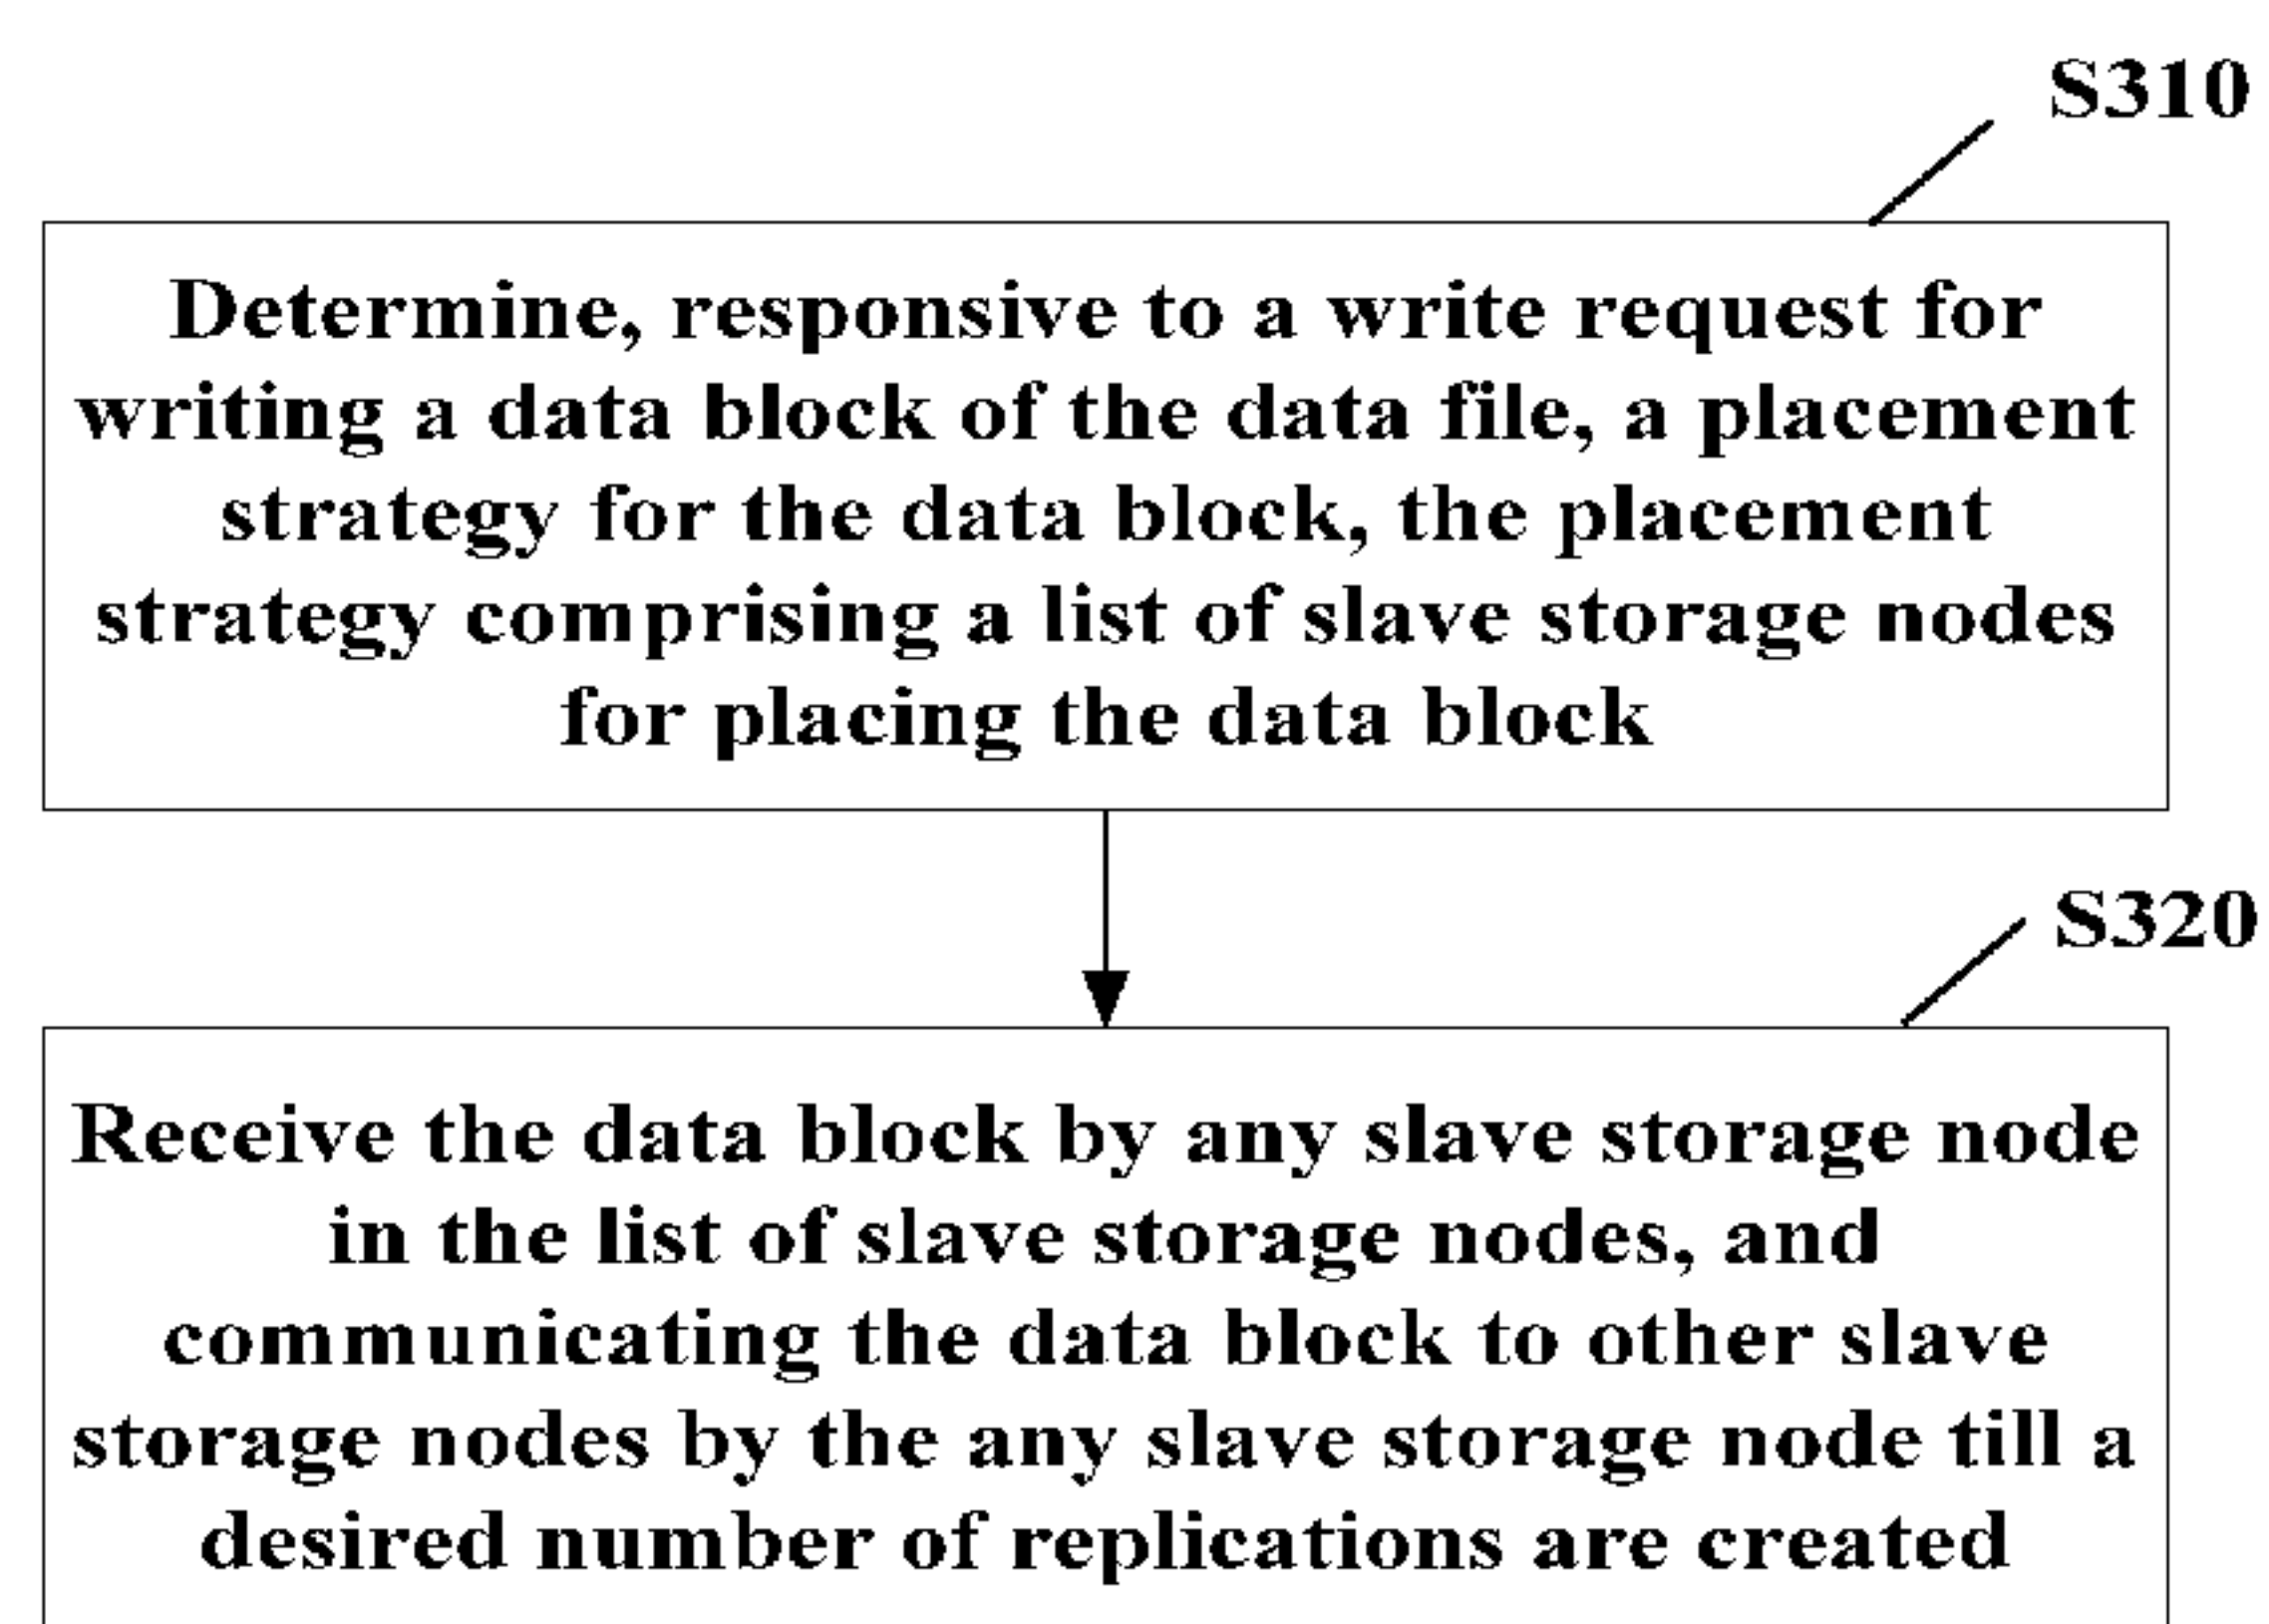 S310
Determine, responsive to a write request for
writing a data block of the data file, a placement
strategy for the data block, the placement
strategy comprising a list of slave storage nodes
for placing the data block
S320
Receive the data block by any slave storage node
in the list of slave storage nodes, and
communicating the data block to other slave
storage nodes by the any slave storage node till a
desired number of replications are created